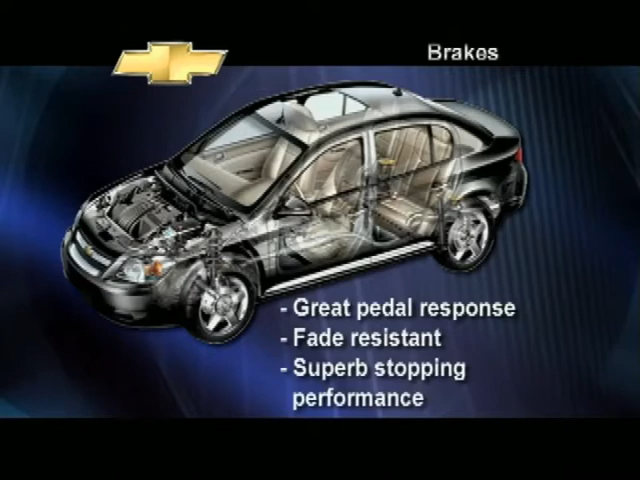 Brakes
- Great pedal response
- Fade resistant
- Superb stopping
performance